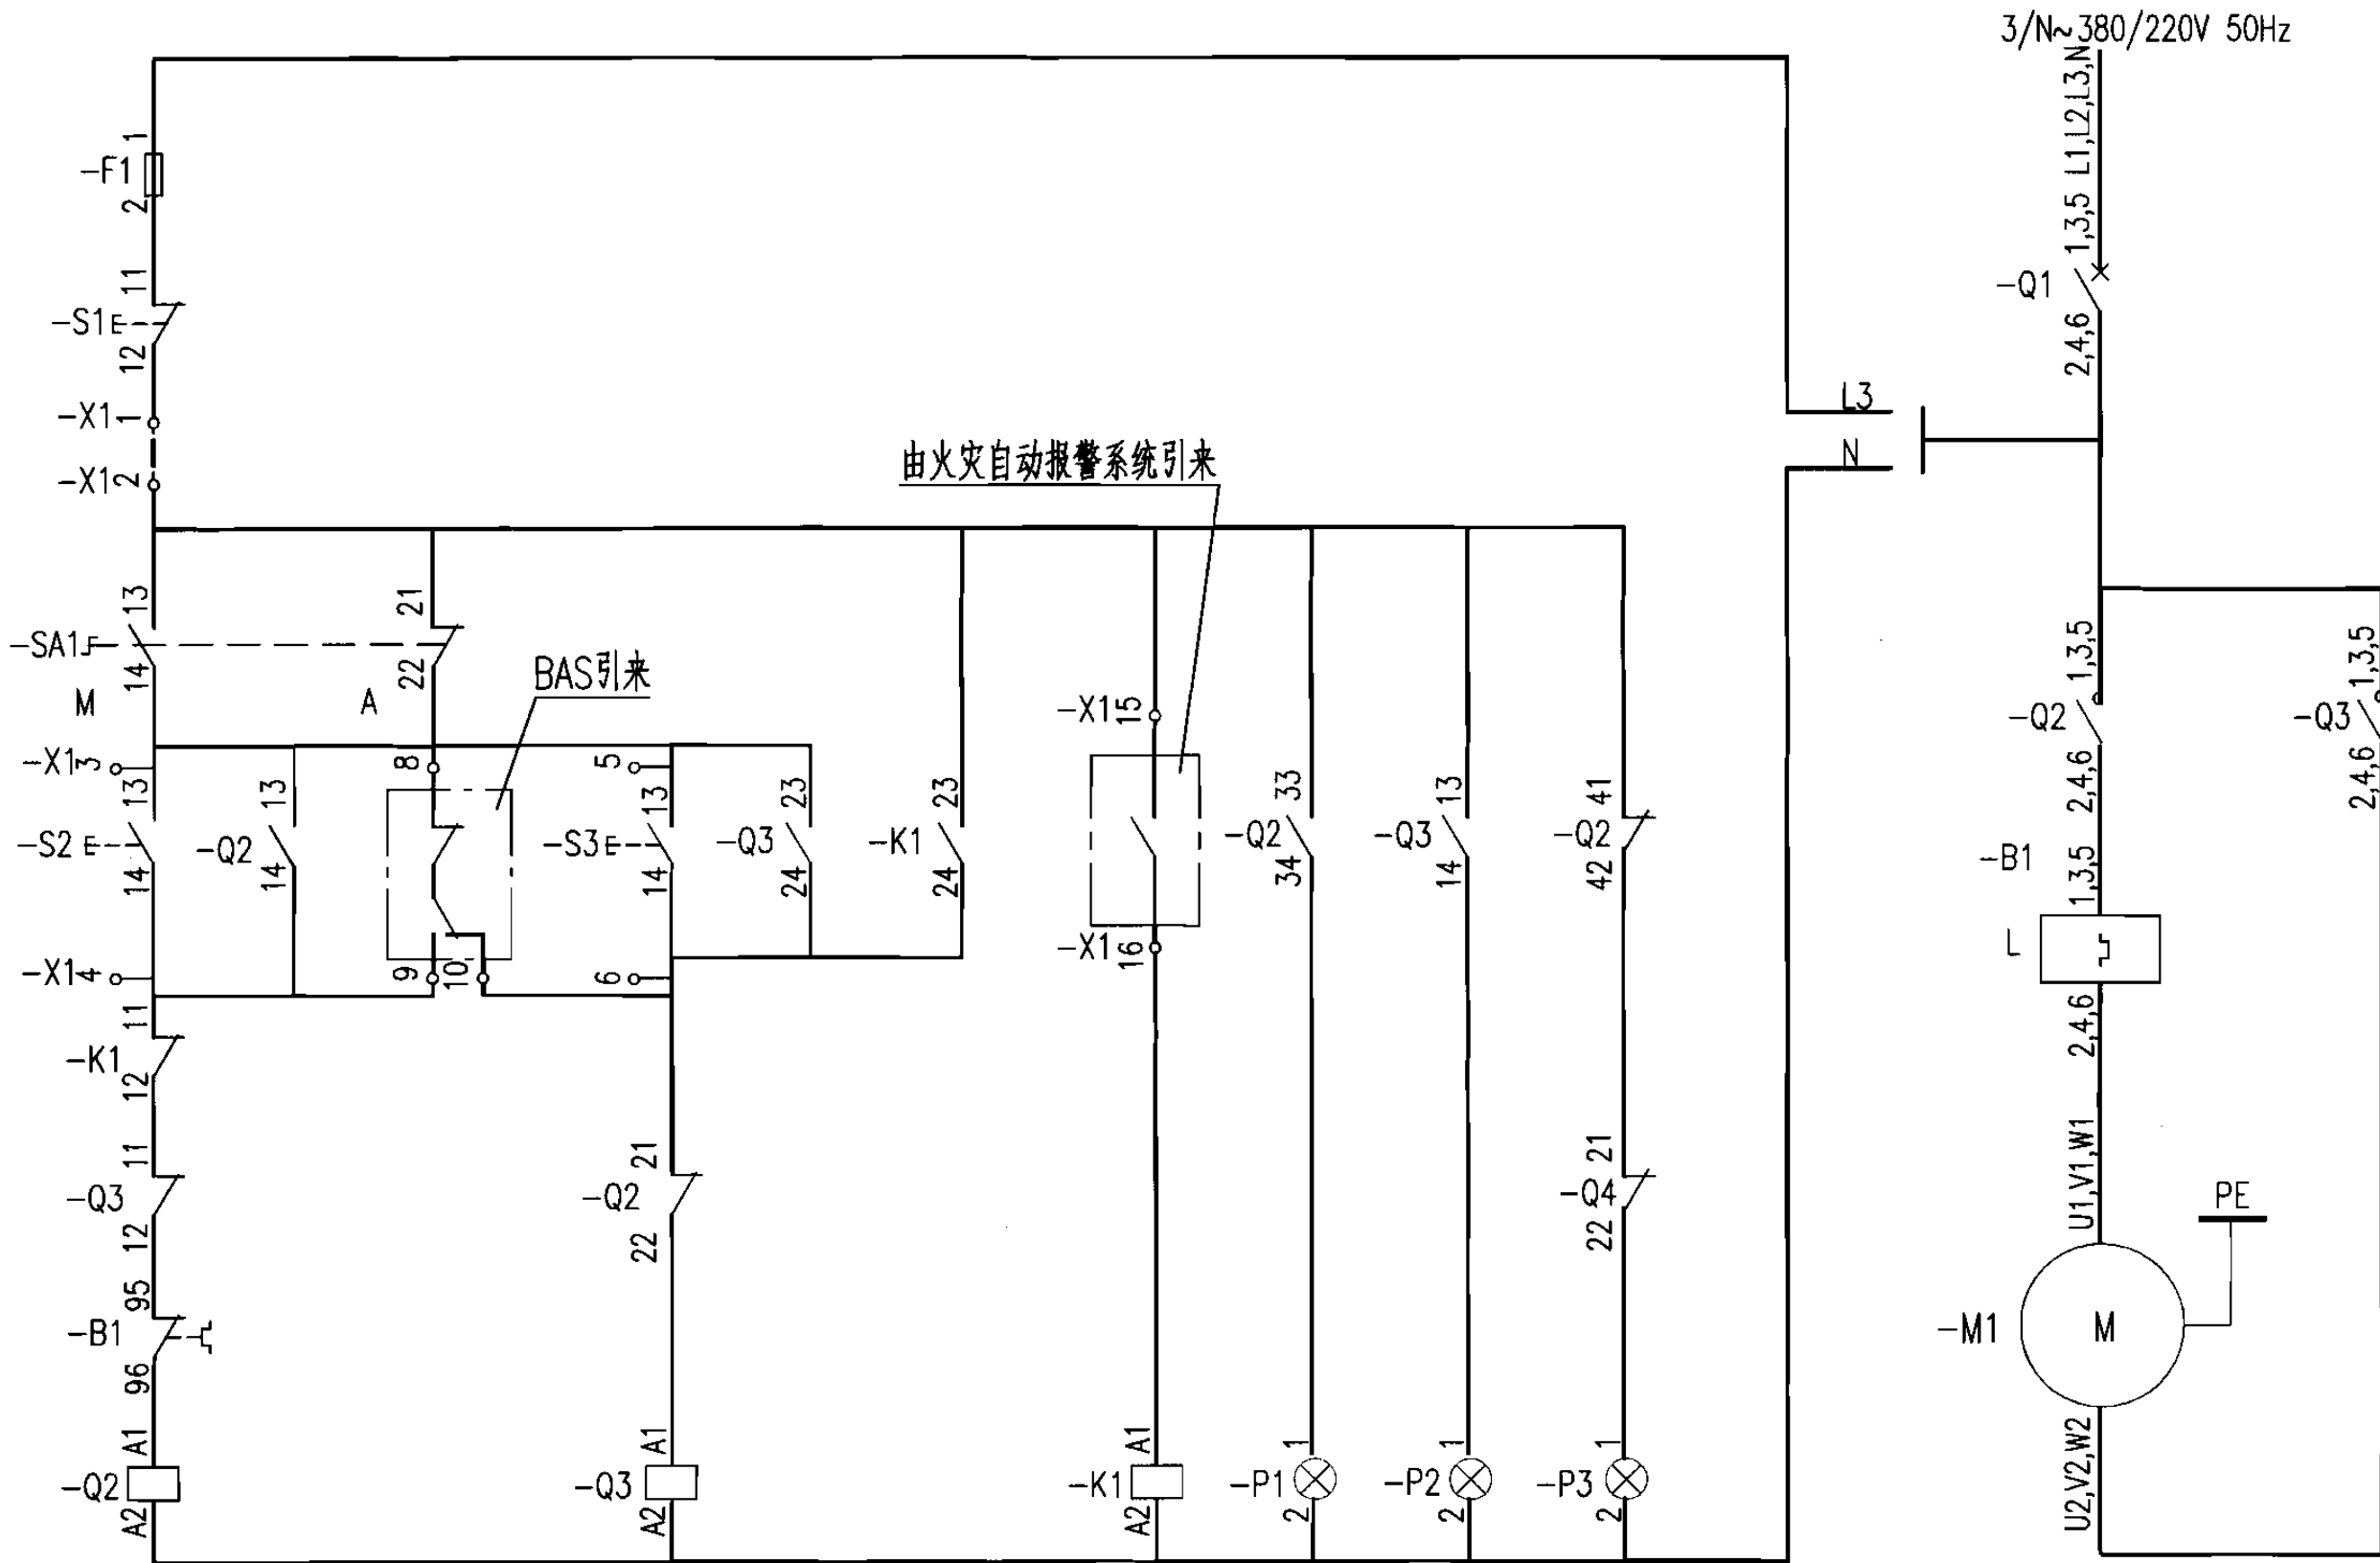 3/N~380/220V 50Hz
L1,L2,L3,N
1,3,5
-Q1
2,4,6
L3
N
1
-F1
2
11
-S1
12
-X1 1
-X1 2
由火灾自动报警系统引来
13
21
-SA1
14
22
M
A
BAS引来
-X1 3
8
5
-X1 15
13
13
13
23
23
33
13
41
-S2
-Q2
-S3
-Q3
-K1
-Q2
-Q3
-Q2
14
14
14
24
24
34
14
42
-X1 4
9
10
6
-X1 16
11
-K1
12
11
21
21
-Q3
-Q2
-Q4
12
22
22
95
-B1
96
A1
A1
A1
1
1
1
-Q2
-Q3
-K1
-P1
-P2
-P3
A2
A2
A2
2
2
2
1,3,5
1,3,5
-Q2
-Q3
2,4,6
2,4,6
-B1
1,3,5
L
2,4,6
U1,V1,W1
PE
-M1
M
U2,V2,W2